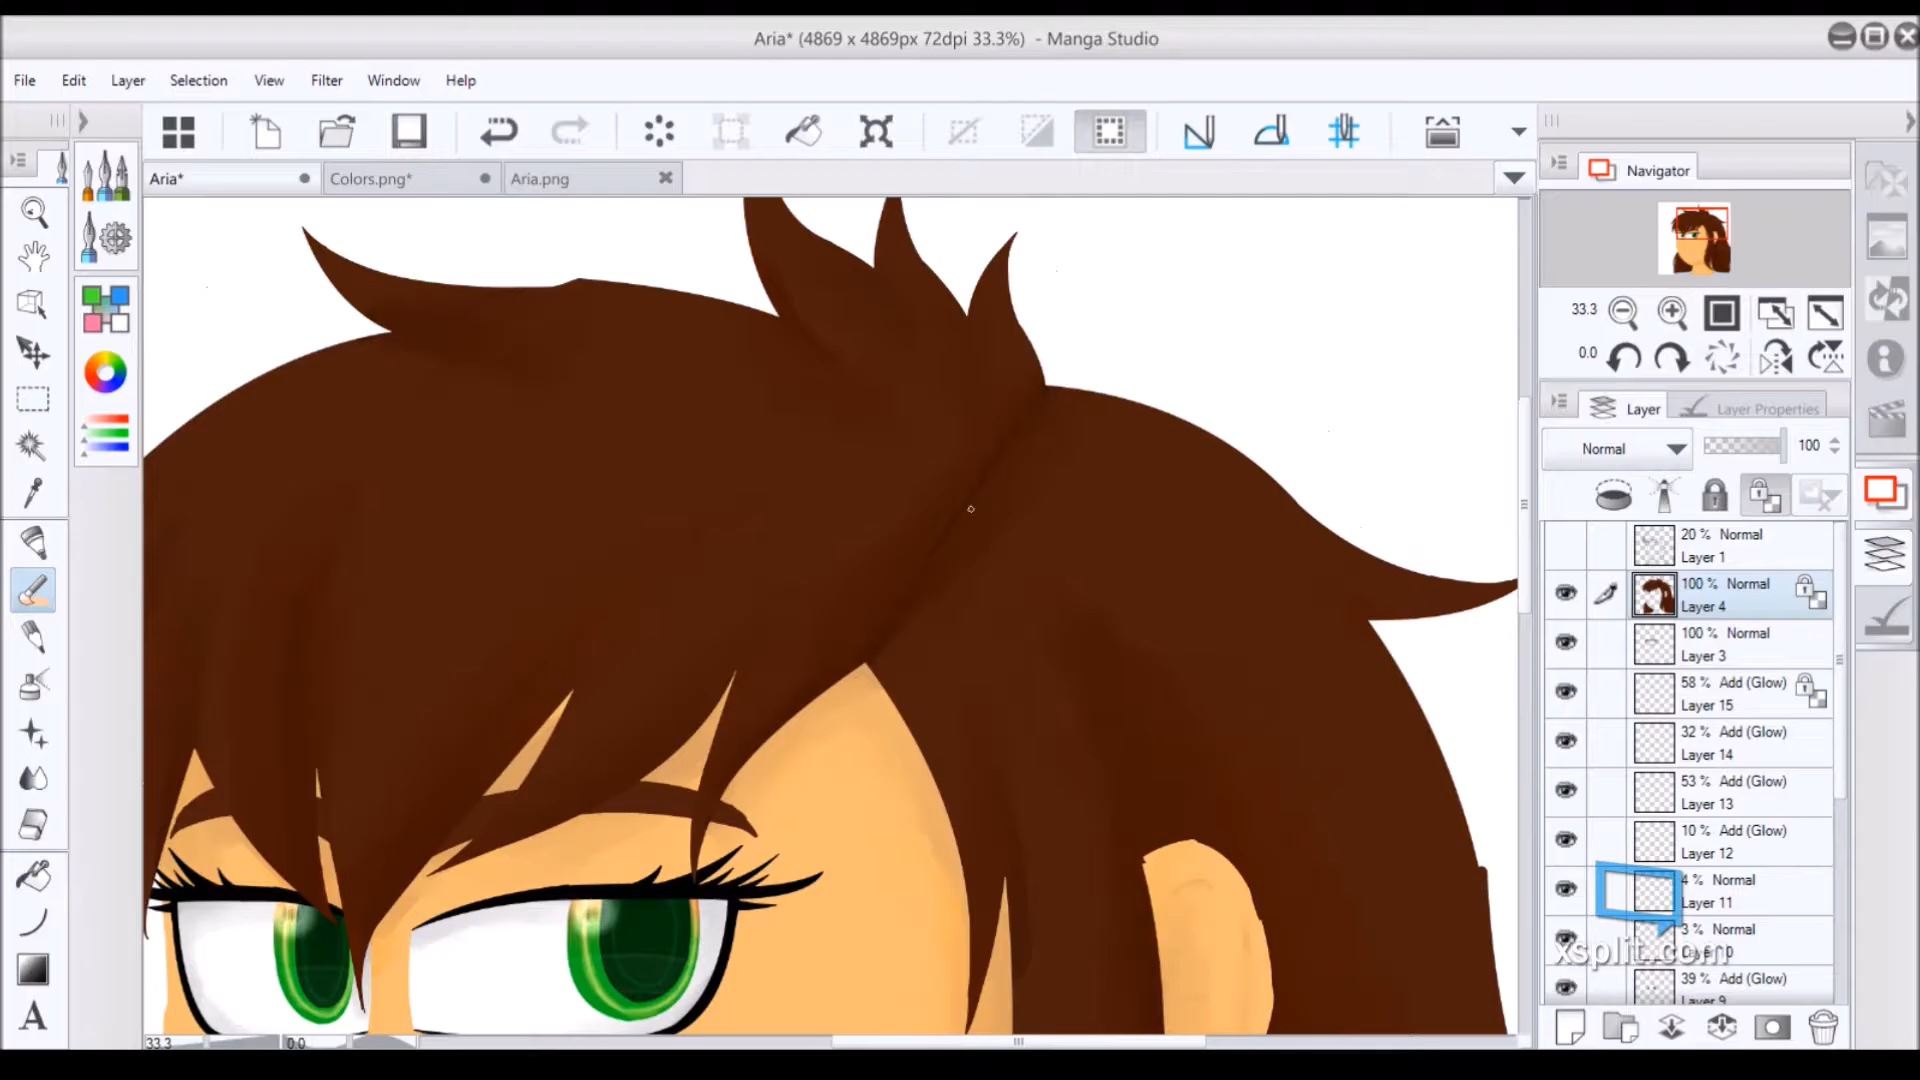 Aria* (4869 x 4869px 72dpi 33.3%) - Manga Studio
File Edit Layer Selection View Filter Window Help
Aria* Colors.png* Aria.png
Navigator
33.3
0.0
Layer Layer Properties
Normal 100
20 % Normal
Layer 1
100 % Normal
Layer 4
100 % Normal
Layer 3
58 % Add (Glow)
Layer 15
32 % Add (Glow)
Layer 14
53 % Add (Glow)
Layer 13
10 % Add (Glow)
Layer 12
4 % Normal
Layer 11
3 % Normal
xsplit.com
39 % Add (Glow)
Layer 9
A
33.3 0.0